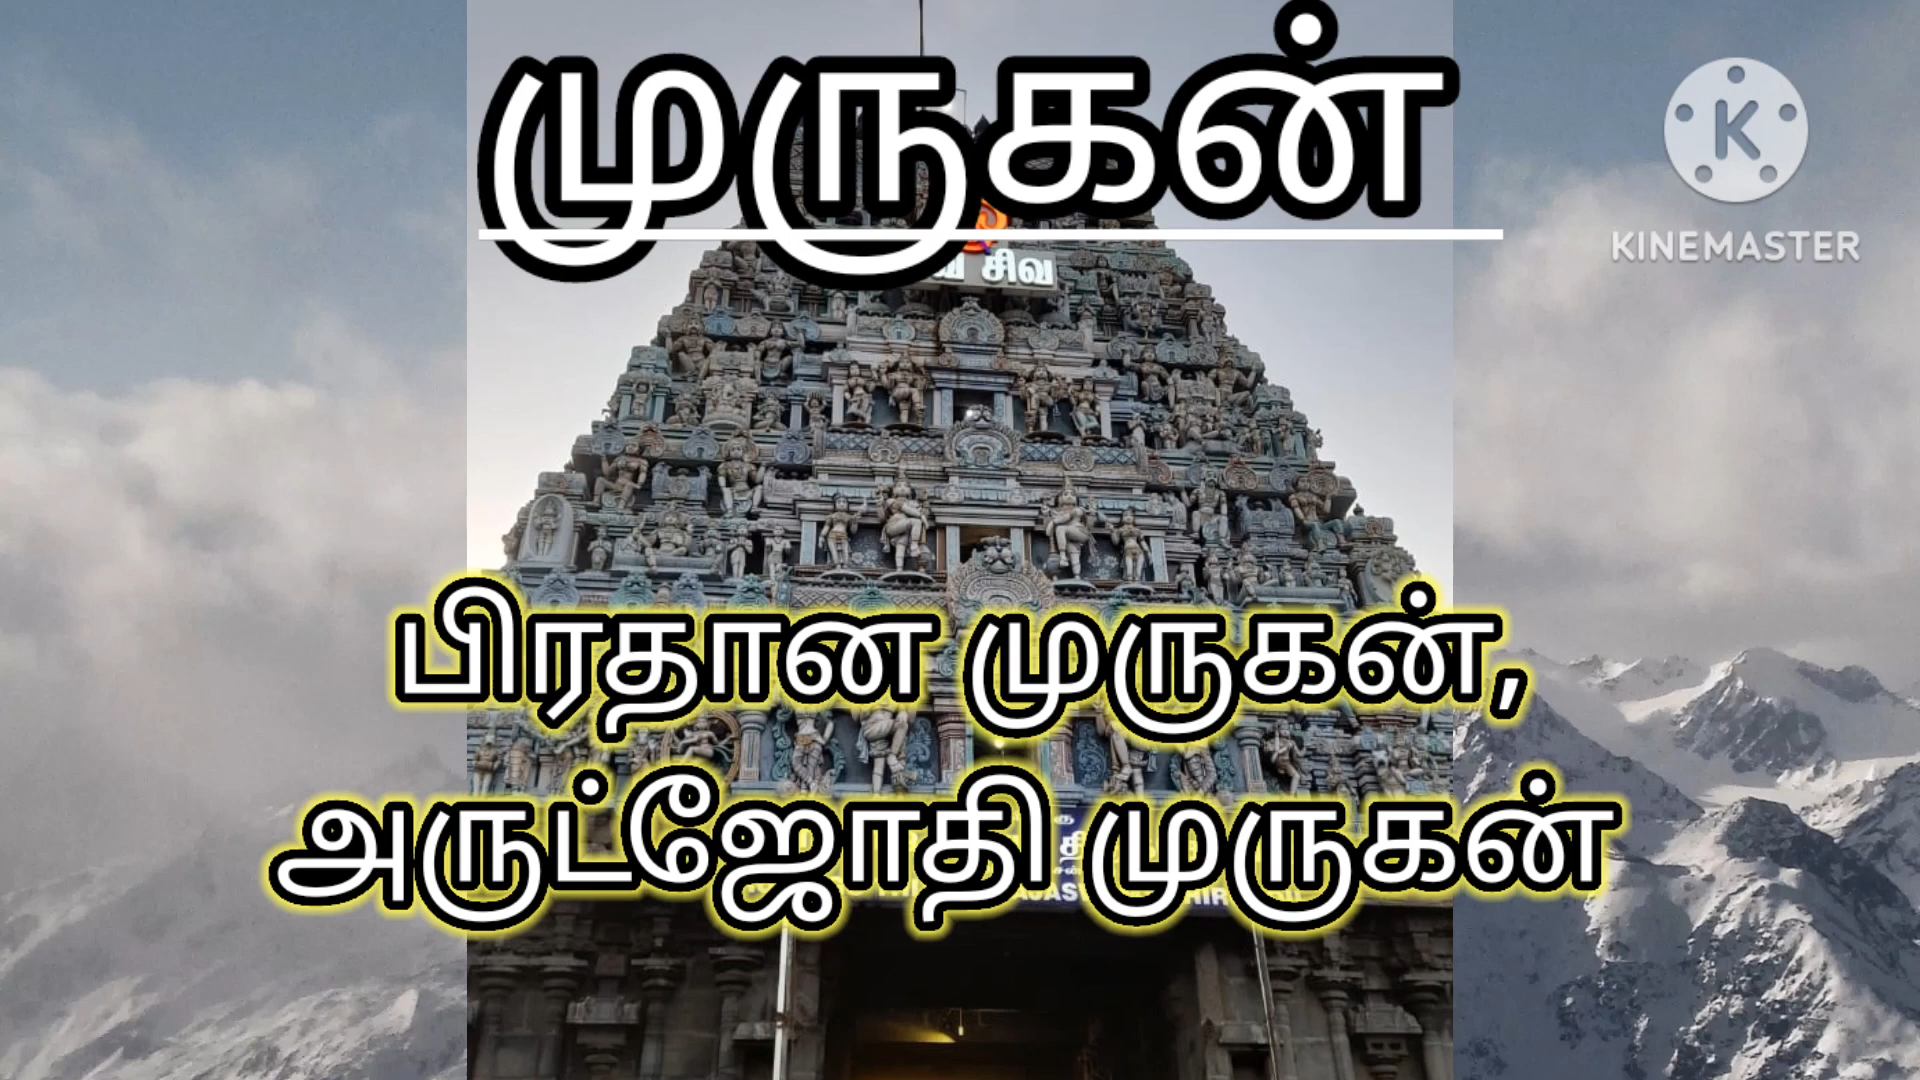 முருகன்
KINEMASTER
சிவ
பிரதான முருகன்,
அருட்ஜோதி முருகன்